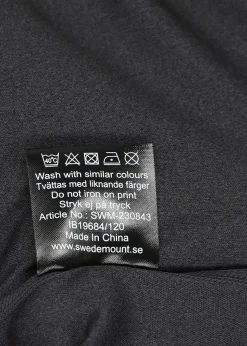 40°C
Wash with similar colours
Tvättas med liknande färger
Do not iron on print
Stryk ej på tryck
Article No.: SWM-230843
IB19684/120
Made In China
www.swedemount.se